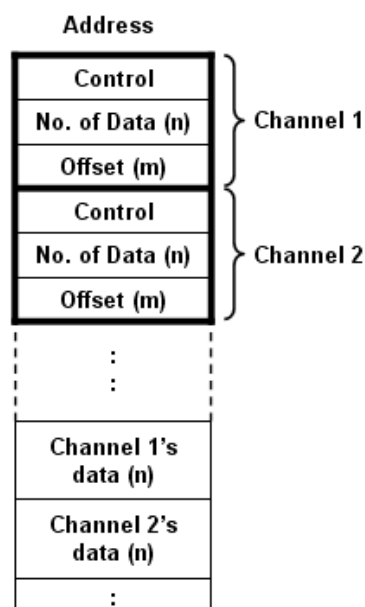 Address
Control
No. of Data (n)
Offset (m)
Channel 1
Control
No. of Data (n)
Offset (m)
Channel 2
:
:
Channel 1's
data (n)
Channel 2's
data (n)
: